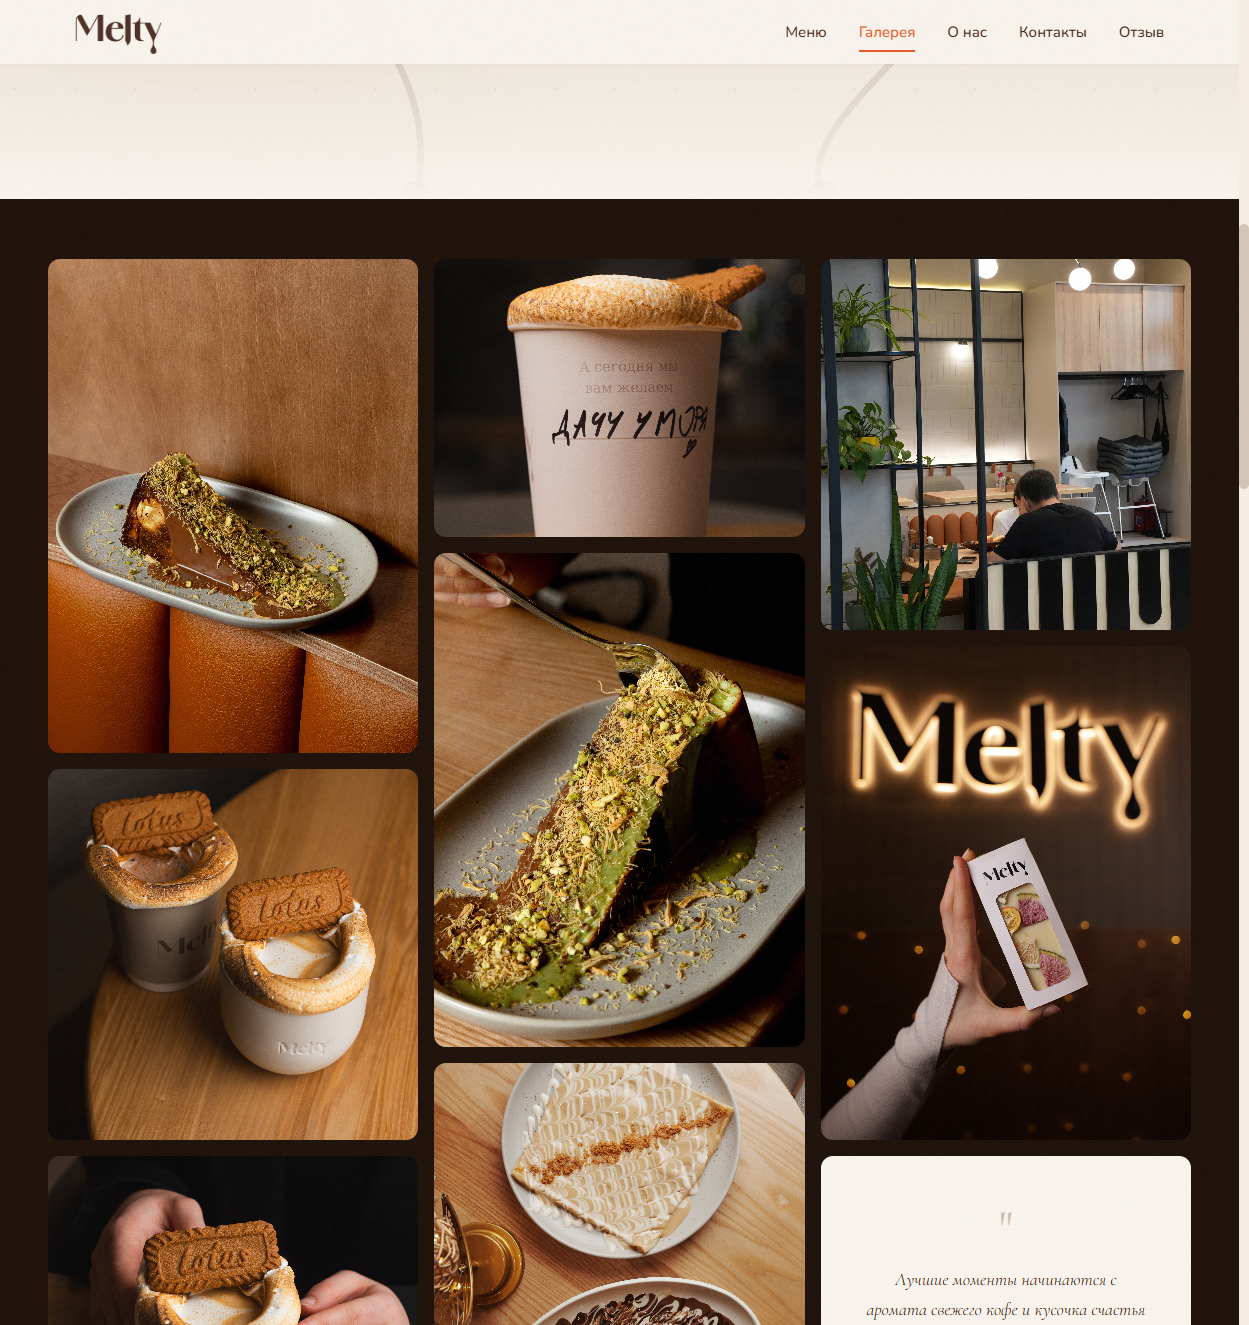 Melty
Меню
Галерея
О нас
Контакты
Отзыв
А сегодня мы
вам желаем
ДАЧУ У МОРЯ
Lotus
Lotus
Melty
Melty
Melty
Melty
Lotus
"
Лучшие моменты начинаются с
аромата свежего кофе и кусочка счастья